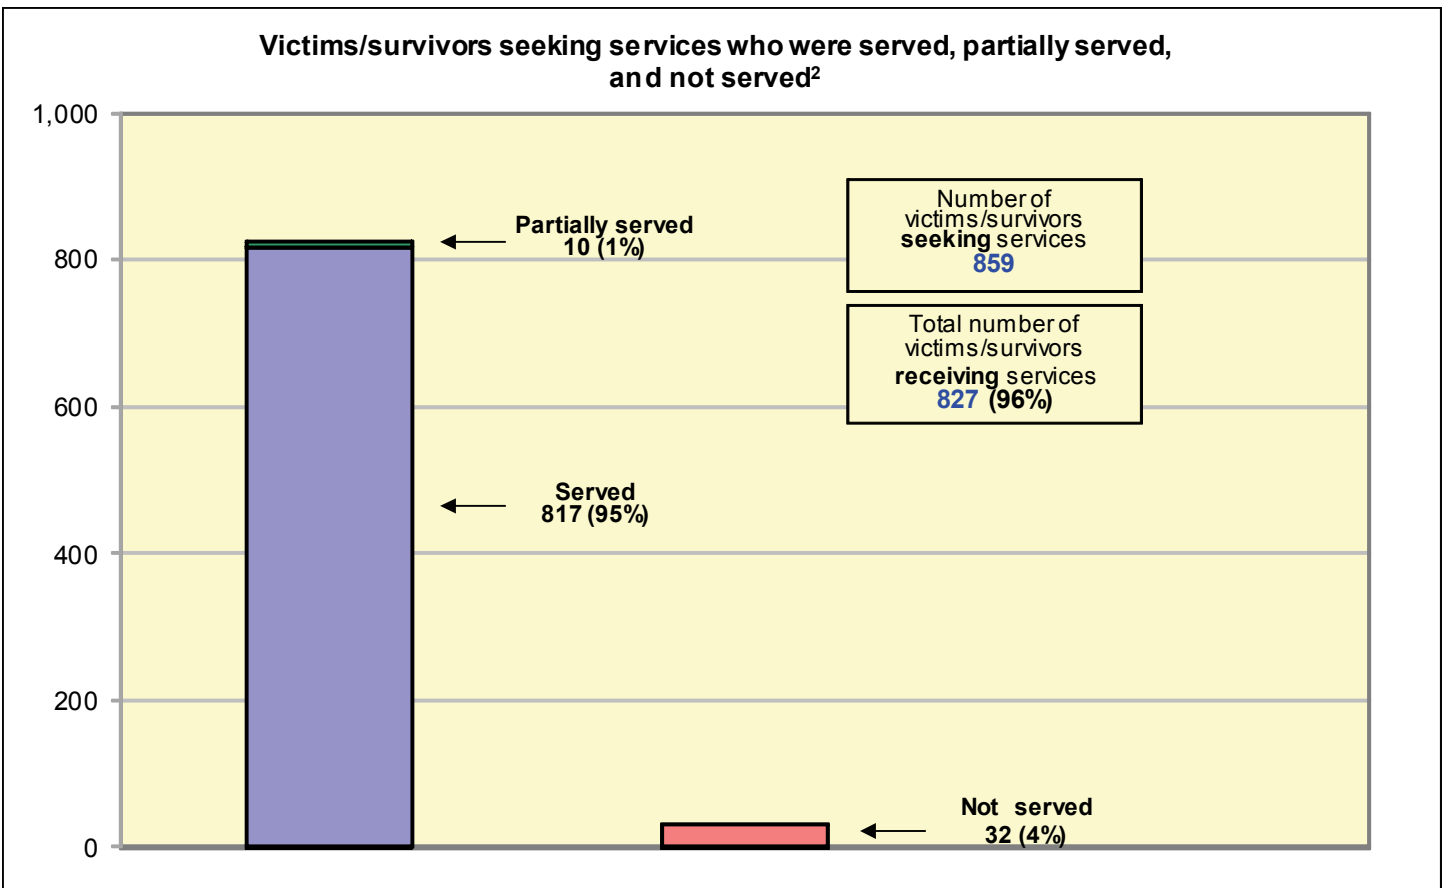 Victims/survivors seeking services who were served, partially served,
and not served²
1,000
800
600
400
200
0
Partially served
10 (1%)
Served
817 (95%)
Number of
victims/survivors
seeking services
859
Total number of
victims/survivors
receiving services
827 (96%)
Not served
32 (4%)